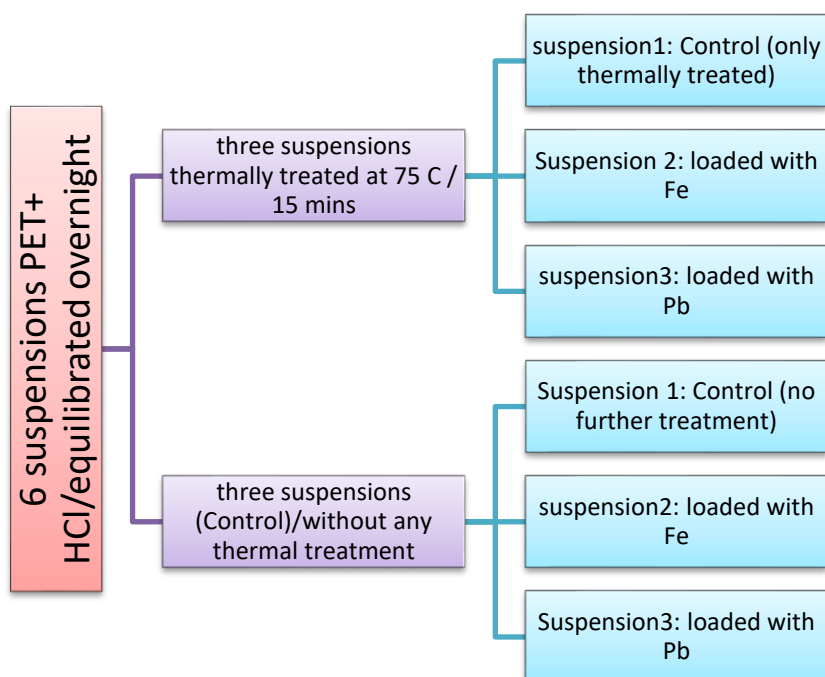 6 suspensions PET+
HCl/equilibrated overnight
three suspensions
thermally treated at 75 C /
15 mins
suspension1: Control (only
thermally treated)
Suspension 2: loaded with
Fe
suspension3: loaded with
Pb
three suspensions
(Control)/without any
thermal treatment
Suspension 1: Control (no
further treatment)
suspension2: loaded with
Fe
Suspension3: loaded with
Pb